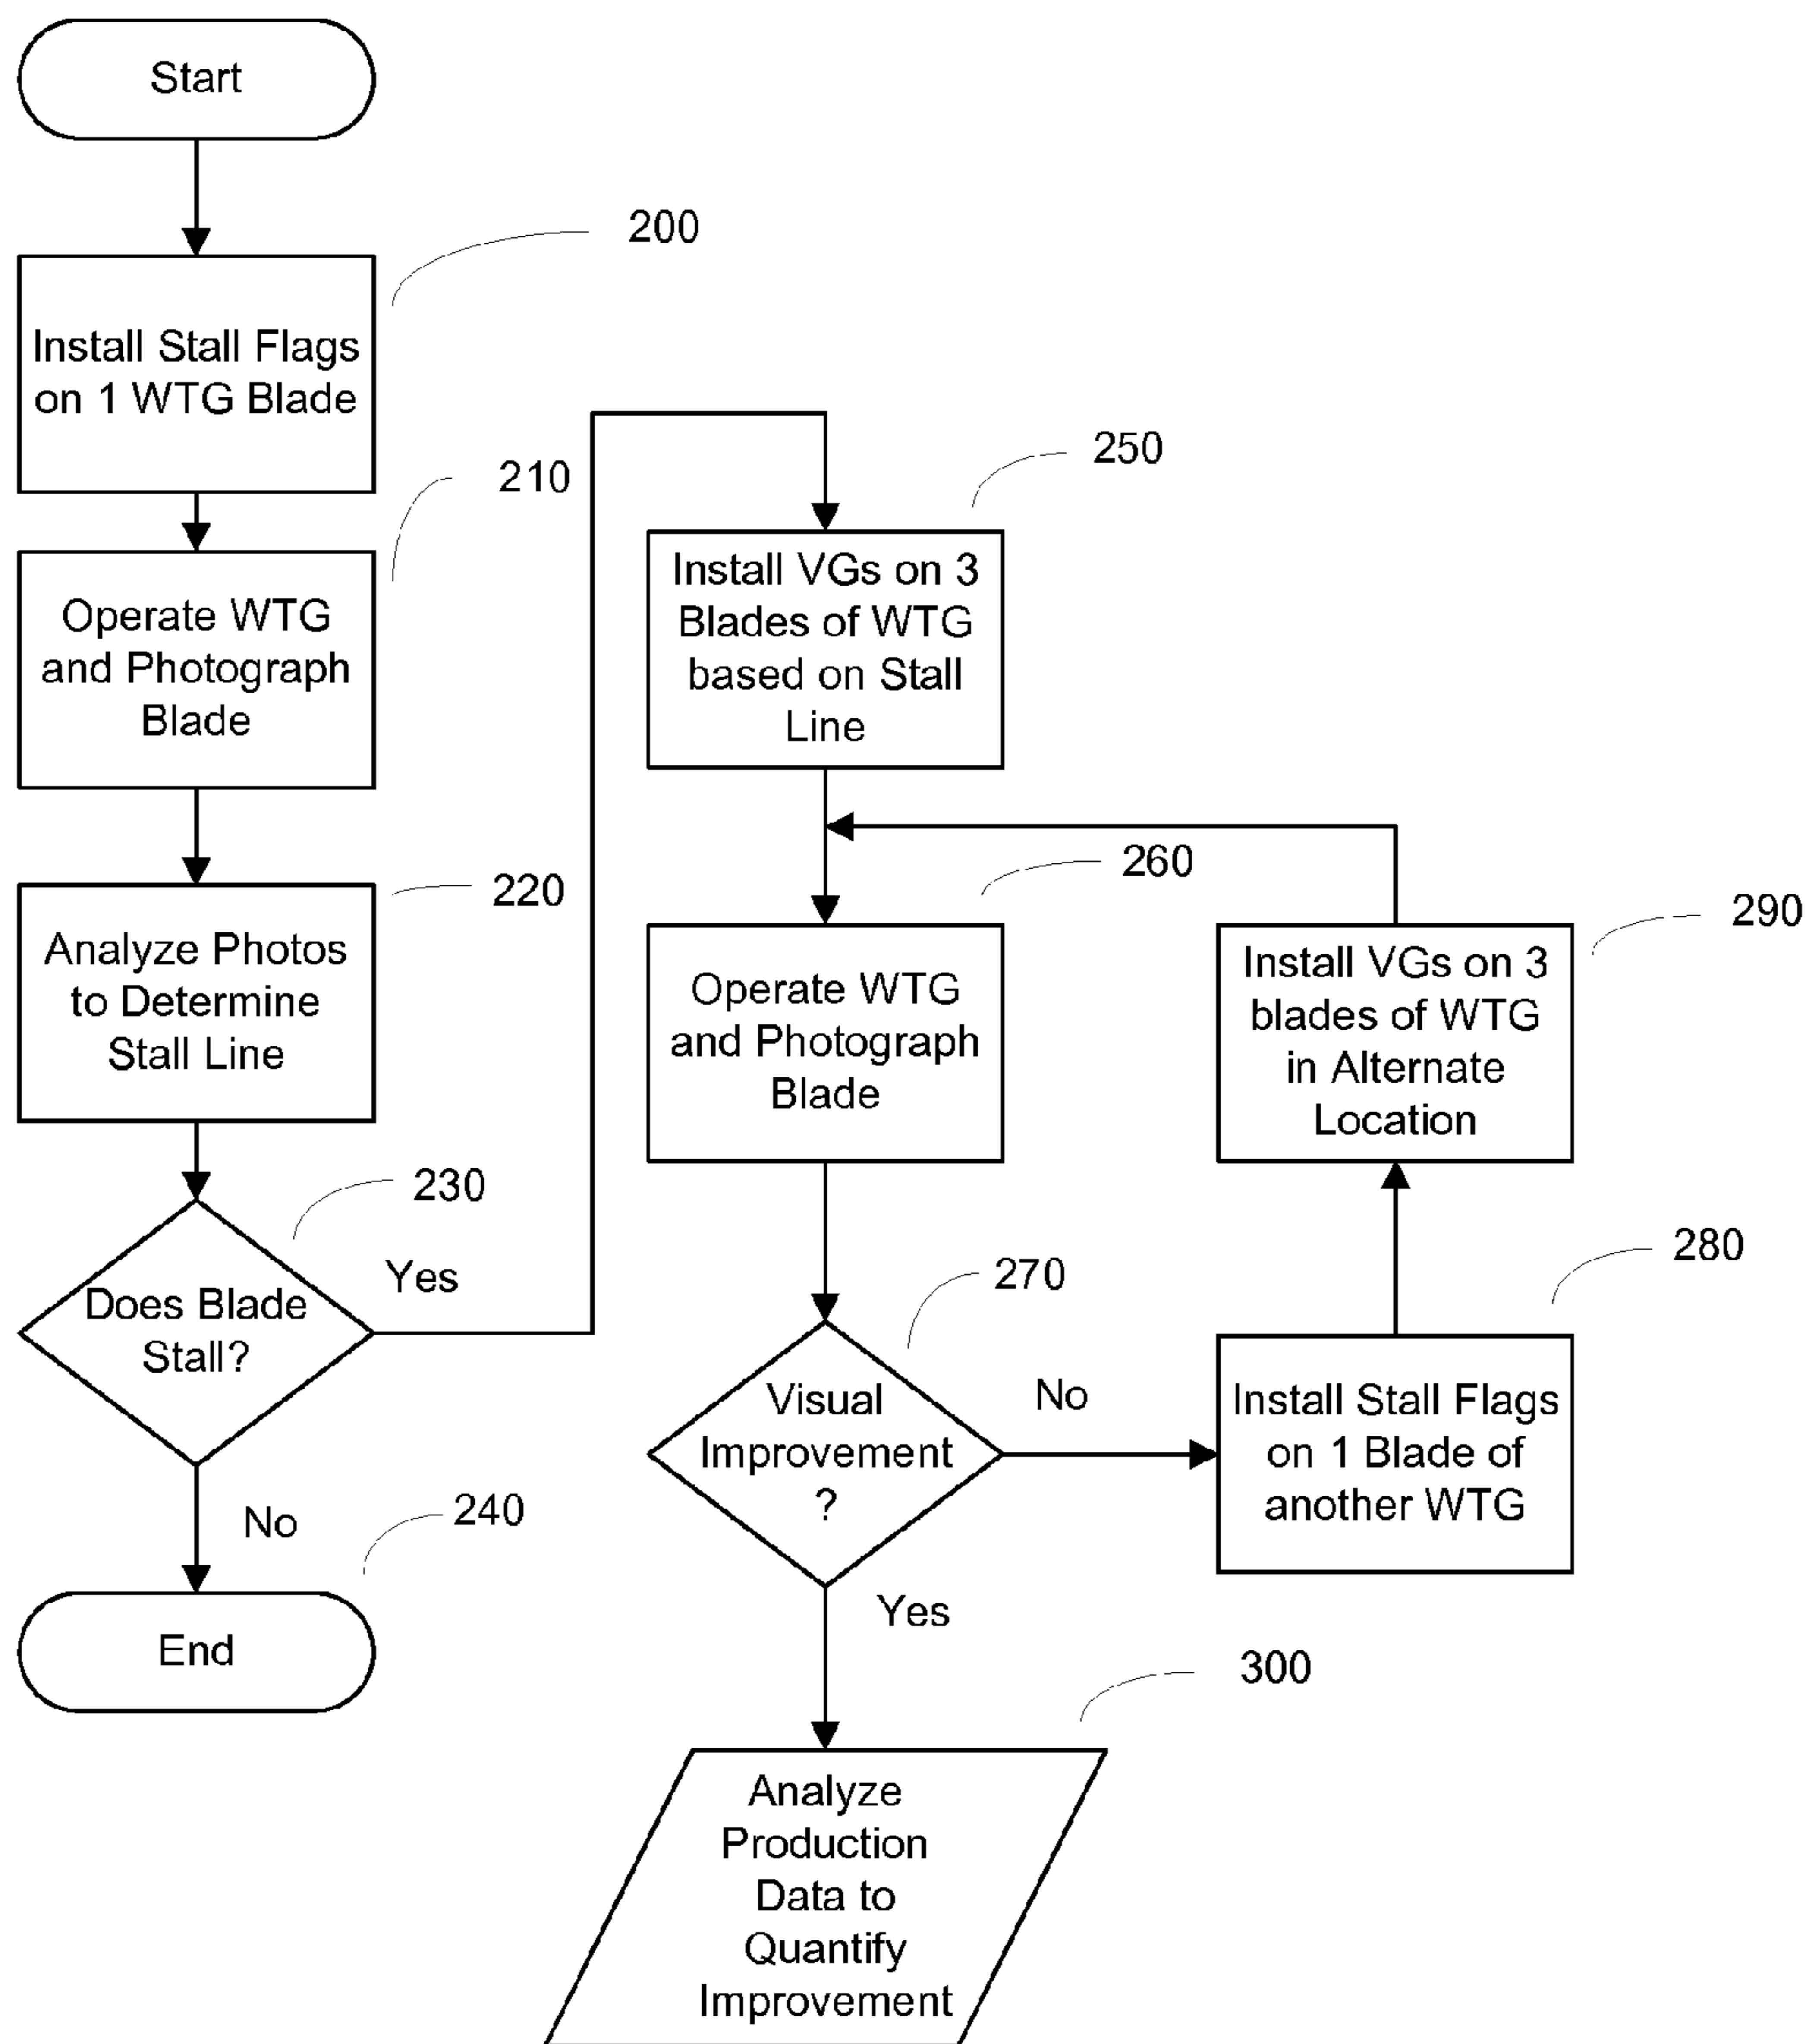 Start
200
Install Stall Flags
on 1 WTG Blade
210
Operate WTG
and Photograph
Blade
220
Analyze Photos
to Determine
Stall Line
230
Does Blade
Stall?
Yes
No
240
End
250
Install VGs on 3
Blades of WTG
based on Stall
Line
260
Operate WTG
and Photograph
Blade
270
Visual
Improvement
?
No
Yes
280
Install Stall Flags
on 1 Blade of
another WTG
290
Install VGs on 3
blades of WTG
in Alternate
Location
300
Analyze
Production
Data to
Quantify
Improvement